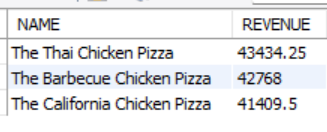 NAME REVENUE
The Thai Chicken Pizza 43434.25
The Barbecue Chicken Pizza 42768
The California Chicken Pizza 41409.5